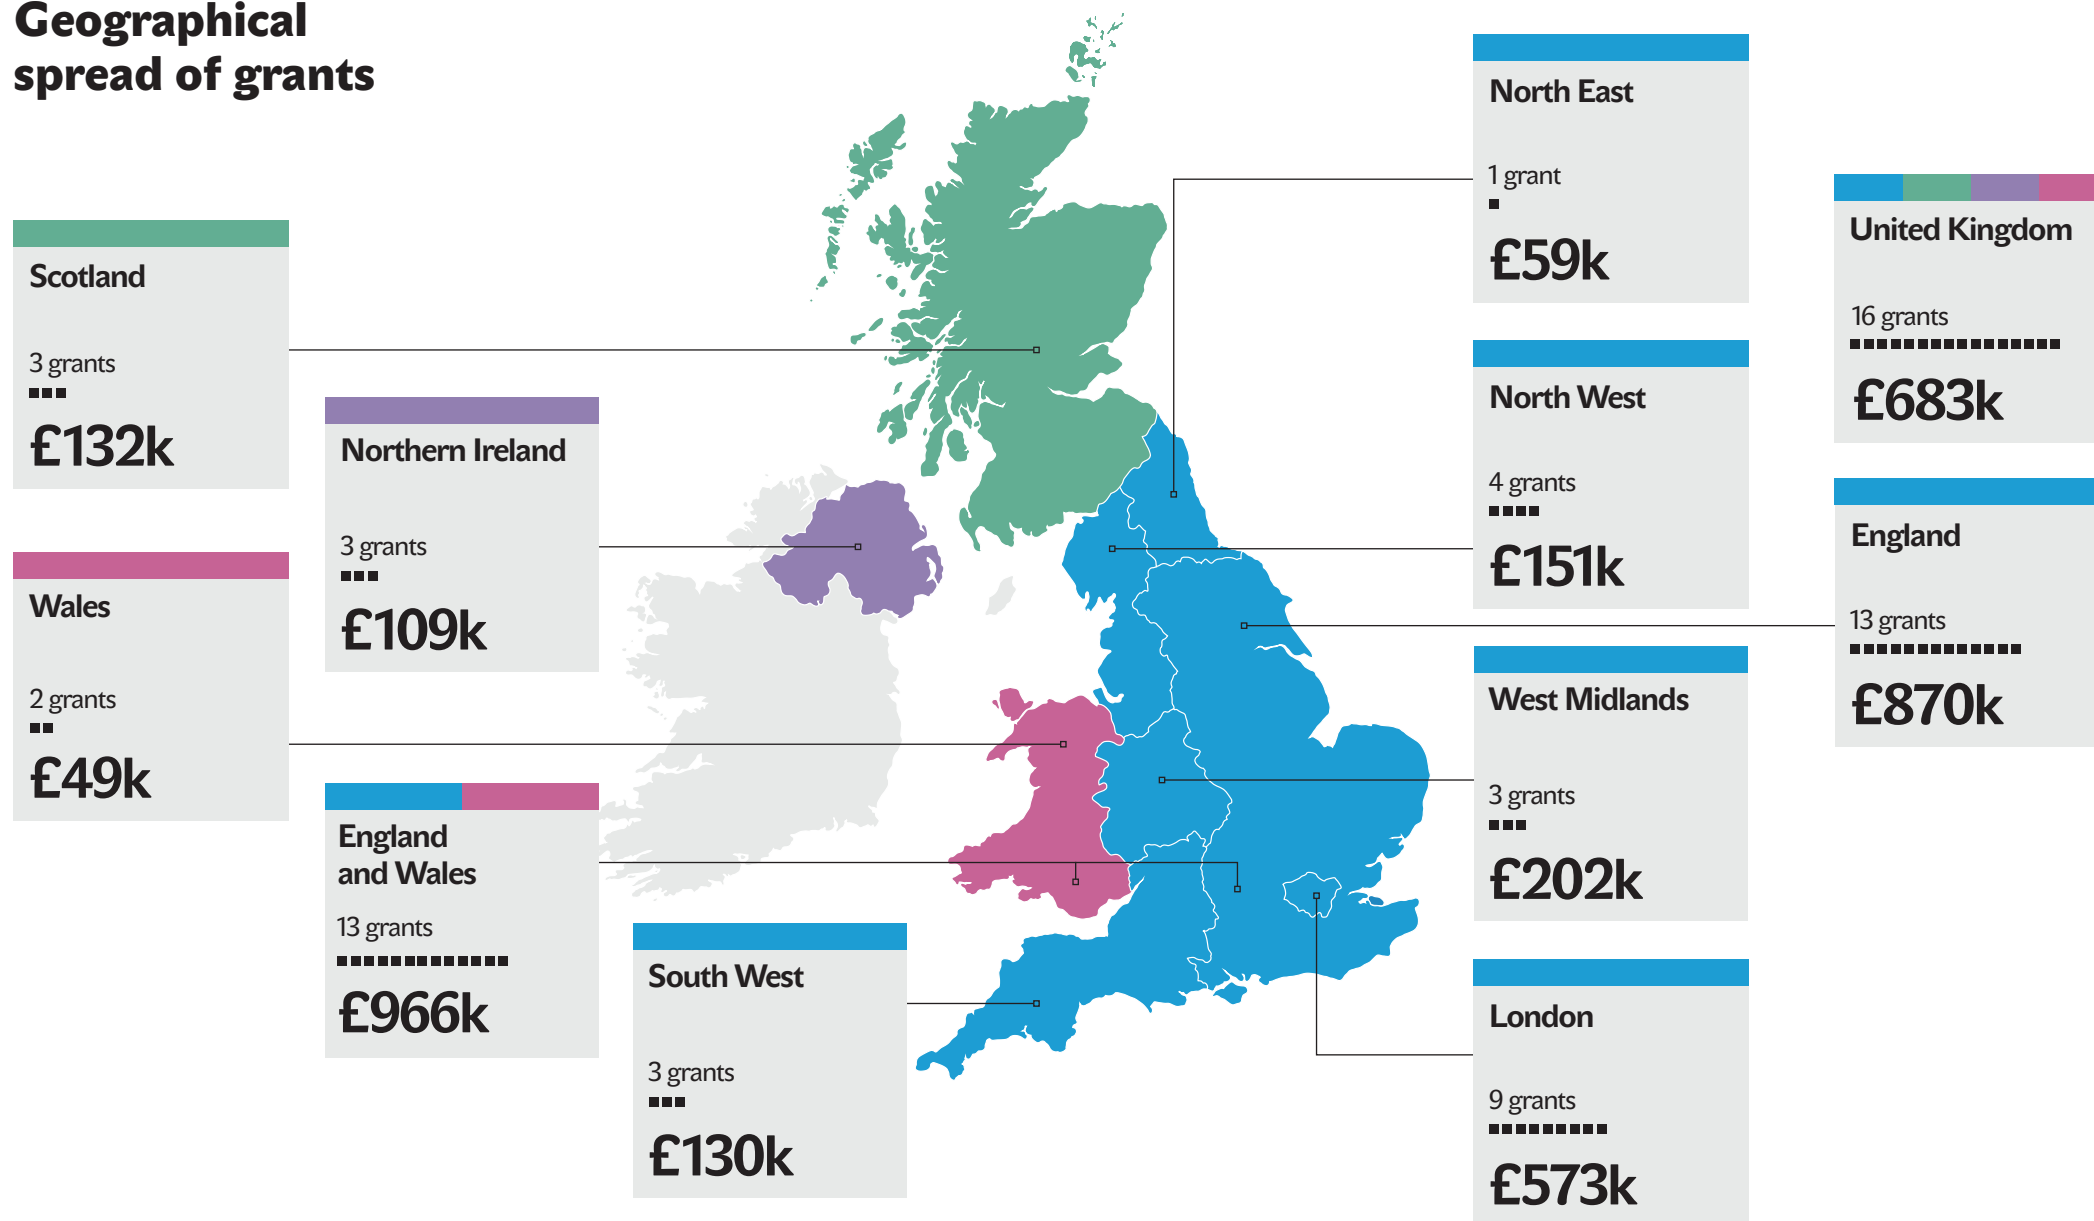 Geographical
spread of grants
Scotland
3 grants
£132k
Northern Ireland
3 grants
£109k
Wales
2 grants
£49k
England
and Wales
13 grants
£966k
South West
3 grants
£130k
North East
1 grant
£59k
North West
4 grants
£151k
West Midlands
3 grants
£202k
London
9 grants
£573k
United Kingdom
16 grants
£683k
England
13 grants
£870k